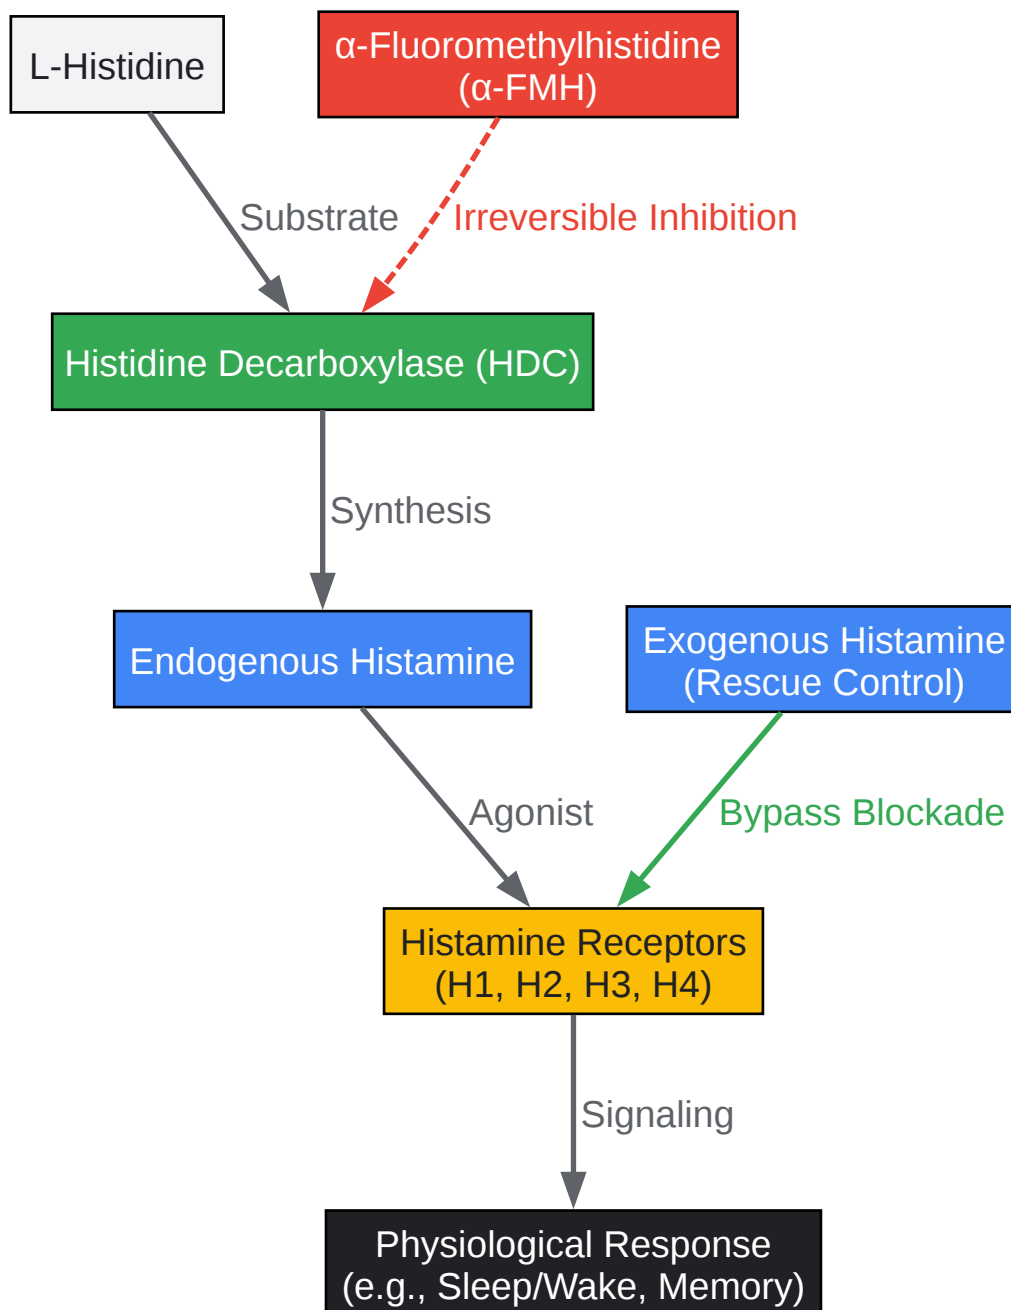 L-Histidine
α-Fluoromethylhistidine
(α-FMH)
Substrate
Irreversible Inhibition
Histidine Decarboxylase (HDC)
Synthesis
Endogenous Histamine
Exogenous Histamine
(Rescue Control)
Agonist
Bypass Blockade
Histamine Receptors
(H1, H2, H3, H4)
Signaling
Physiological Response
(e.g., Sleep/Wake, Memory)